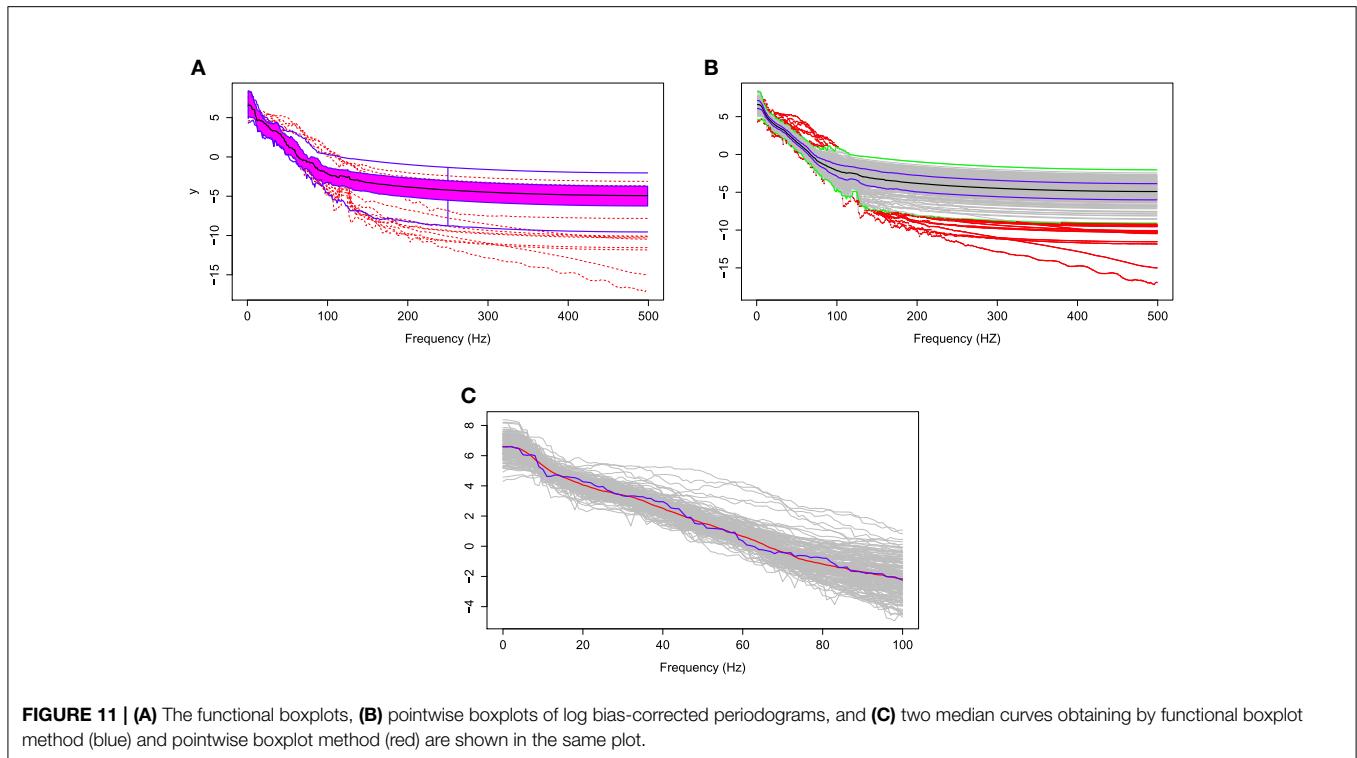 A
B
5
0
−5
−10
−15
y
0 100 200 300 400 500
Frequency (Hz)
5
0
−5
−10
−15
0 100 200 300 400 500
Frequency (HZ)
C
8
6
4
2
0
−2
−4
0 20 40 60 80 100
Frequency (Hz)
FIGURE 11 | (A) The functional boxplots, (B) pointwise boxplots of log bias-corrected periodograms, and (C) two median curves obtaining by functional boxplot
method (blue) and pointwise boxplot method (red) are shown in the same plot.